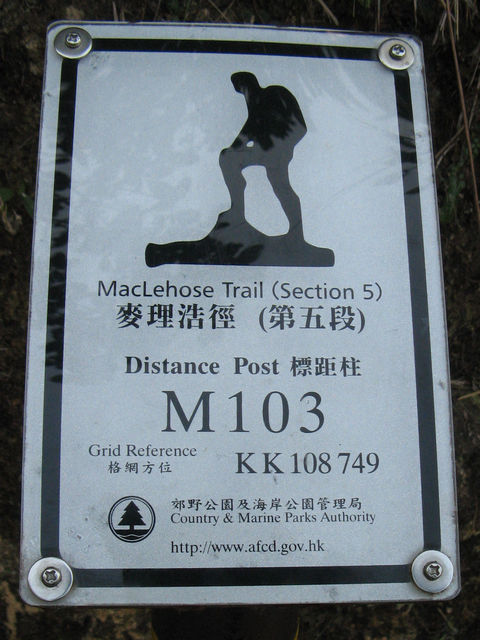 MacLehose Trail (Section 5)
麥理浩徑 (第五段)
Distance Post 標距柱
M103
Grid Reference
格網方位
KK 108 749
郊野公園及海岸公園管理局
Country & Marine Parks Authority
http://www.afcd.gov.hk